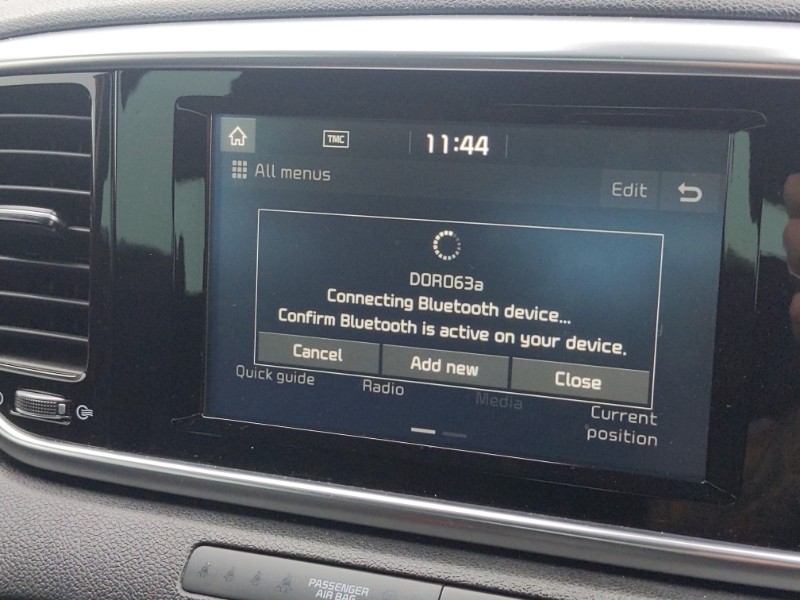 TMC
11:44
All menus
Edit
DORO63a
Connecting Bluetooth device...
Confirm Bluetooth is active on your device.
Cancel
Add new
Close
Quick guide
Radio
Media
Current
position
PASSENGER
AIR BAG